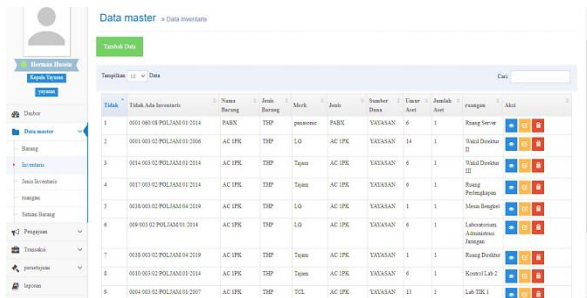 Data master » Data Inventaris
Herman Husein
Kepala Yayasan
yayasan
Tambah Data
Tampilkan 10 Data
Cari
Dasbor
Data master
Barang
Inventaris
Jenis Inventaris
ruangan
Satuan Barang
Pengajuan
Transaksi
persetujuan
laporan
Tidak Tidak Ada Inventaris Nama Barang Jenis Barang Merk Jenis Sumber Dana Umur Aset Jumlah Aset ruangan Aksi
1 0001/060/08/POLJAM/01/2014 PABX THP panasonic PABX YAYASAN 6 1 Ruang Server
2 0001/003/02/POLJAM/01/2006 AC 1PK THP LG AC 1PK YAYASAN 14 1 Wakil Direktur II
3 0014/003/02/POLJAM/01/2014 AC 1PK THP AC 1PK YAYASAN 6 1 Wakil Direktur III
4 0017/003/02/POLJAM/01/2014 AC 1PK THP AC 1PK YAYASAN 6 1 Ruang Perlengkapan
5 0038/003/02/POLJAM/04/2019 AC 1PK THP LG AC 1PK YAYASAN 1 1 Mesin Bengkel
6 009/003/02/POLJAM/01/2014 AC 1PK THP LG AC 1PK YAYASAN 6 1 Laboratorium Administrasi Jaringan
7 0038/003/02/POLJAM/04/2019 AC 1PK THP AC 1PK YAYASAN 1 1 Ruang Direktur
8 0010/003/02/POLJAM/01/2014 AC 1PK THP AC 1PK YAYASAN 6 1 Kontrol Lab 2
9 0004/003/02/POLJAM/01/2007 AC 1PK THP TCL AC 1PK YAYASAN 13 1 Lab TIK 1